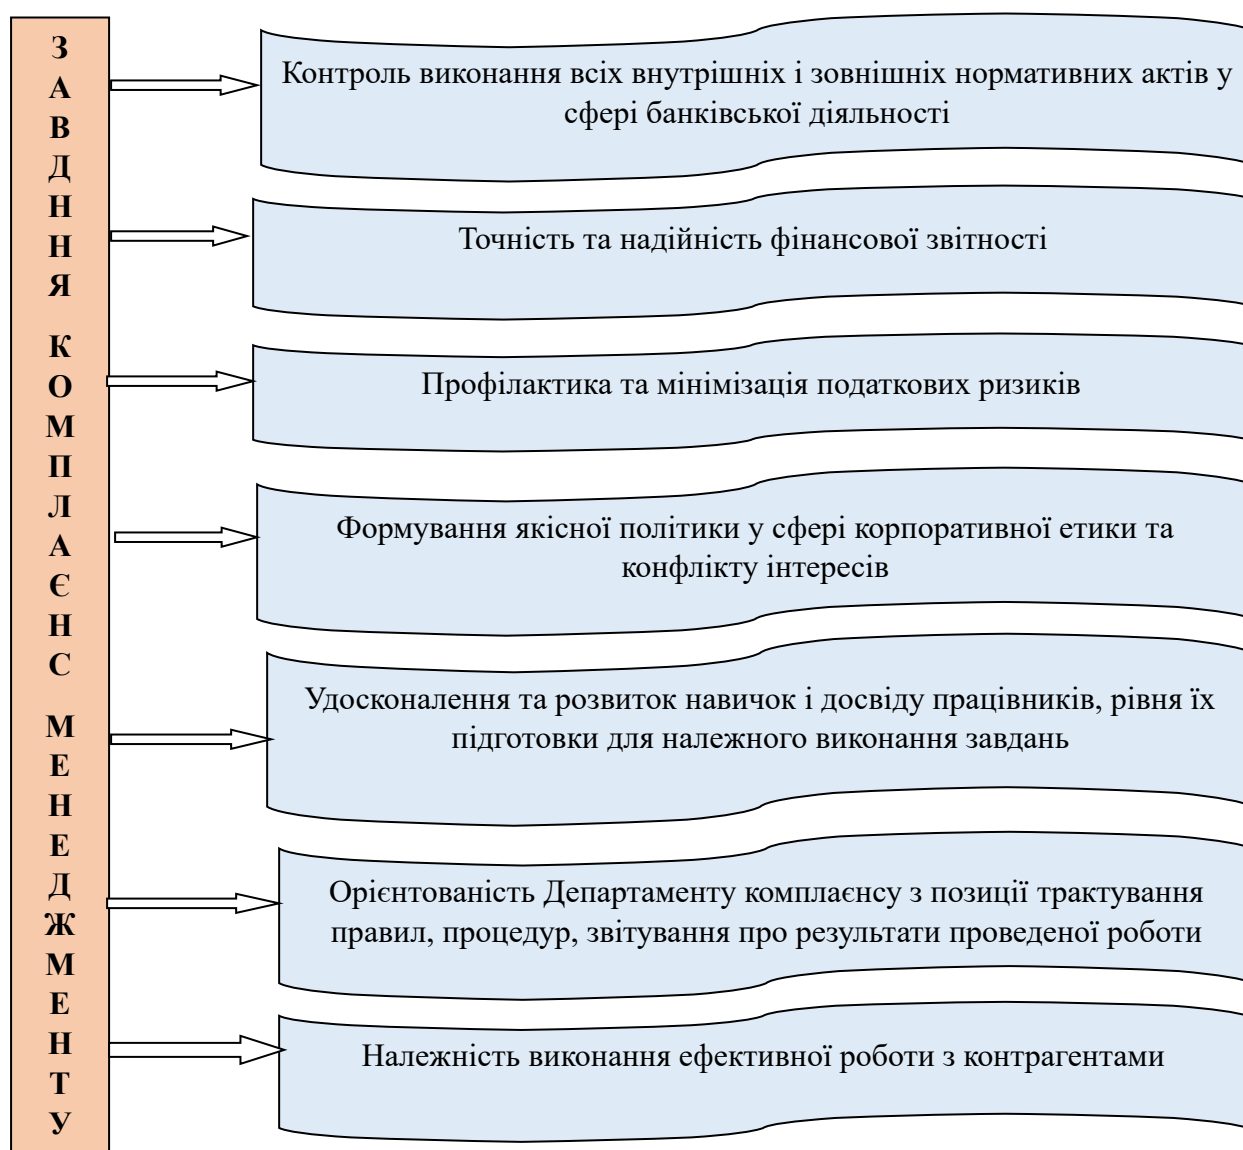 ЗАВДННЯ КОМПЛАЄНС МЕНЕДЖМЕНТУ
Контроль виконання всіх внутрішніх і зовнішніх нормативних актів у
сфері банківської діяльності
Точність та надійність фінансової звітності
Профілактика та мінімізація податкових ризиків
Формування якісної політики у сфері корпоративної етики та
конфлікту інтересів
Удосконалення та розвиток навичок і досвіду працівників, рівня їх
підготовки для належного виконання завдань
Орієнтованість Департаменту комплаєнсу з позиції трактування
правил, процедур, звітування про результати проведеної роботи
Належність виконання ефективної роботи з контрагентами